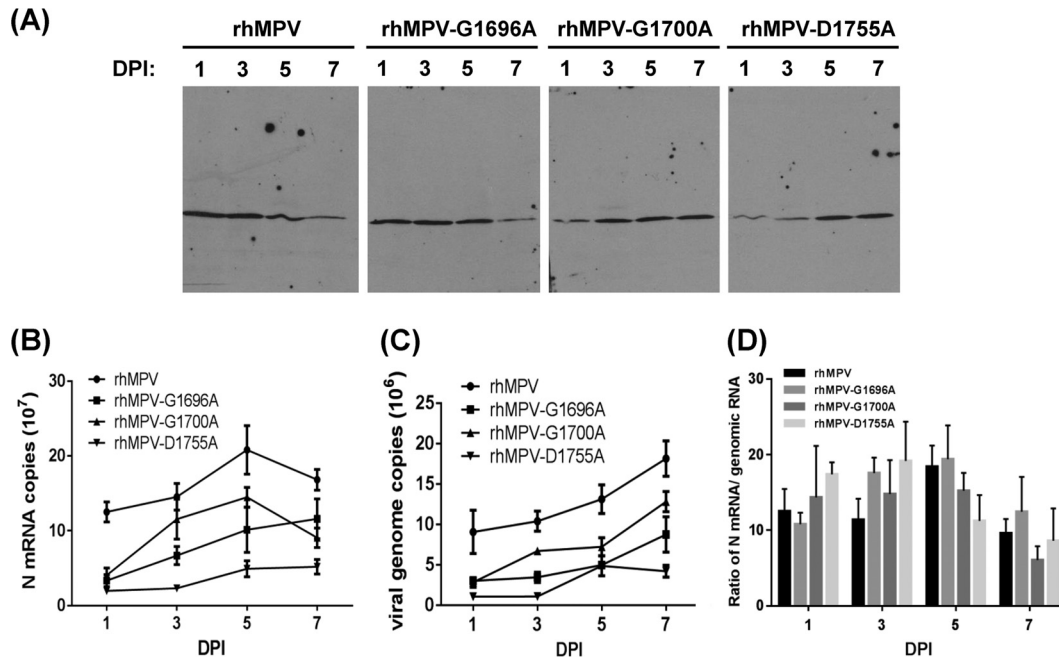 (A)
rhMPV rhMPV-G1696A rhMPV-G1700A rhMPV-D1755A
DPI: 1 3 5 7 1 3 5 7 1 3 5 7 1 3 5 7
(B)
rhMPV
rhMPV-G1696A
rhMPV-G1700A
rhMPV-D1755A
N mRNA copies (10⁷)
30
20
10
0
1 3 5 7
DPI
(C)
rhMPV
rhMPV-G1696A
rhMPV-G1700A
rhMPV-D1755A
viral genome copies (10⁶)
25
20
15
10
5
0
1 3 5 7
DPI
(D)
rhMPV
rhMPV-G1696A
rhMPV-G1700A
rhMPV-D1755A
Ratio of N mRNA/ genomic RNA
30
20
10
0
1 3 5 7
DPI